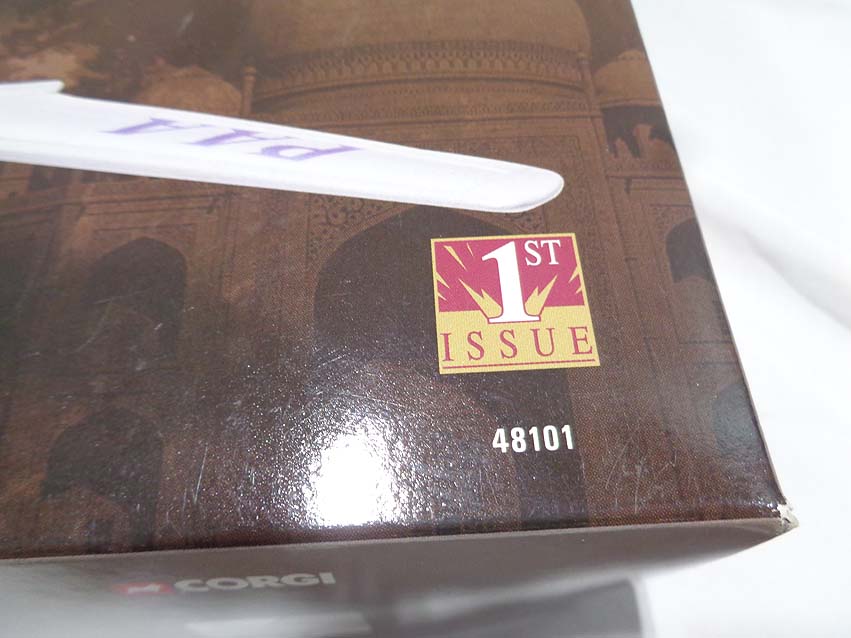 PAA
1ST
ISSUE
48101
CORGI